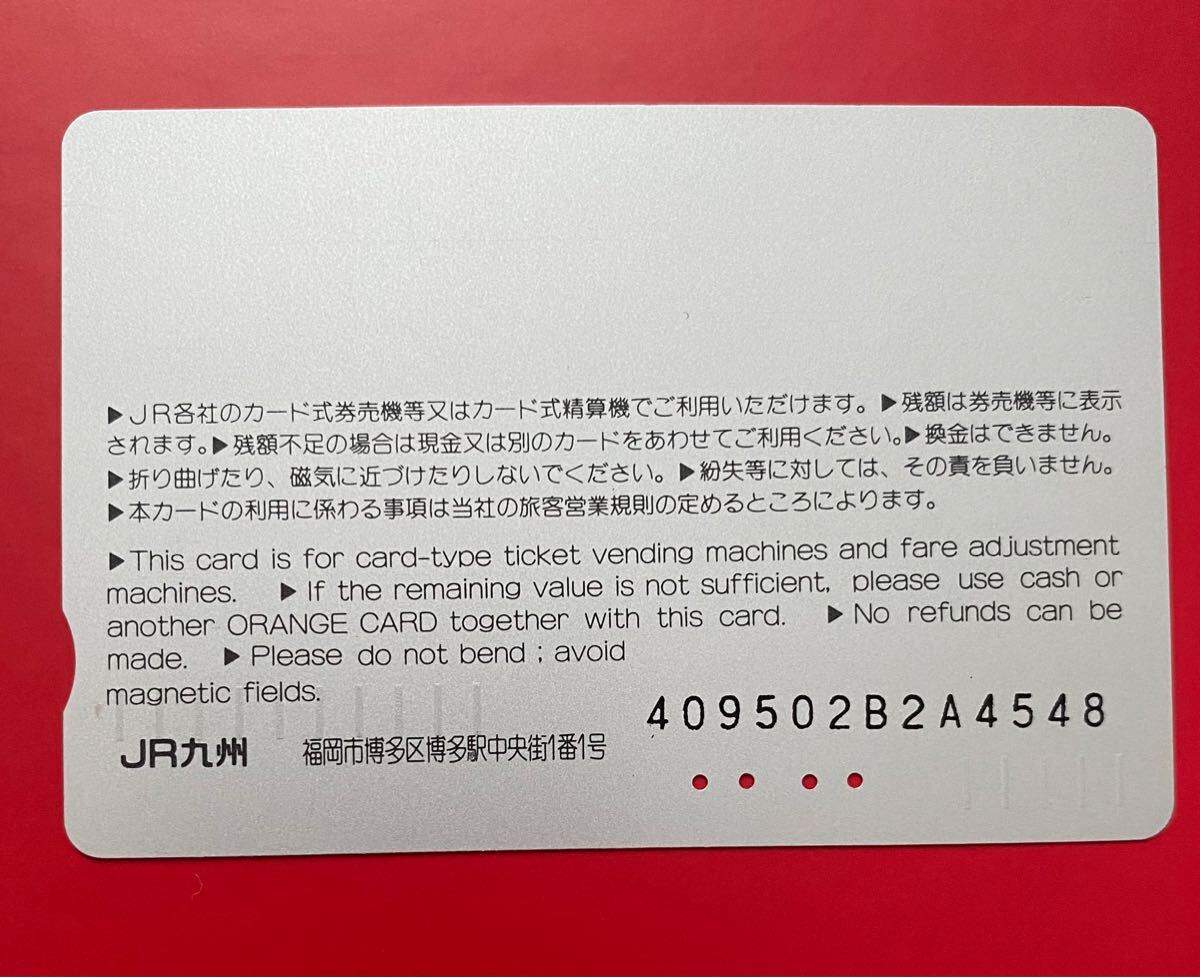 ▶JR各社のカード式券売機等又はカード式精算機でご利用いただけます。▶残額は券売機等に表示
されます。▶残額不足の場合は現金又は別のカードをあわせてご利用ください。▶換金はできません。
▶折り曲げたり、磁気に近づけたりしないでください。▶紛失等に対しては、その責を負いません。
▶本カードの利用に係わる事項は当社の旅客営業規則の定めるところによります。
▶This card is for card-type ticket vending machines and fare adjustment
machines. ▶If the remaining value is not sufficient, please use cash or
another ORANGE CARD together with this card. ▶No refunds can be
made. ▶Please do not bend ; avoid
magnetic fields.
409502B2A4548
JR九州 福岡市博多区博多駅中央街1番1号